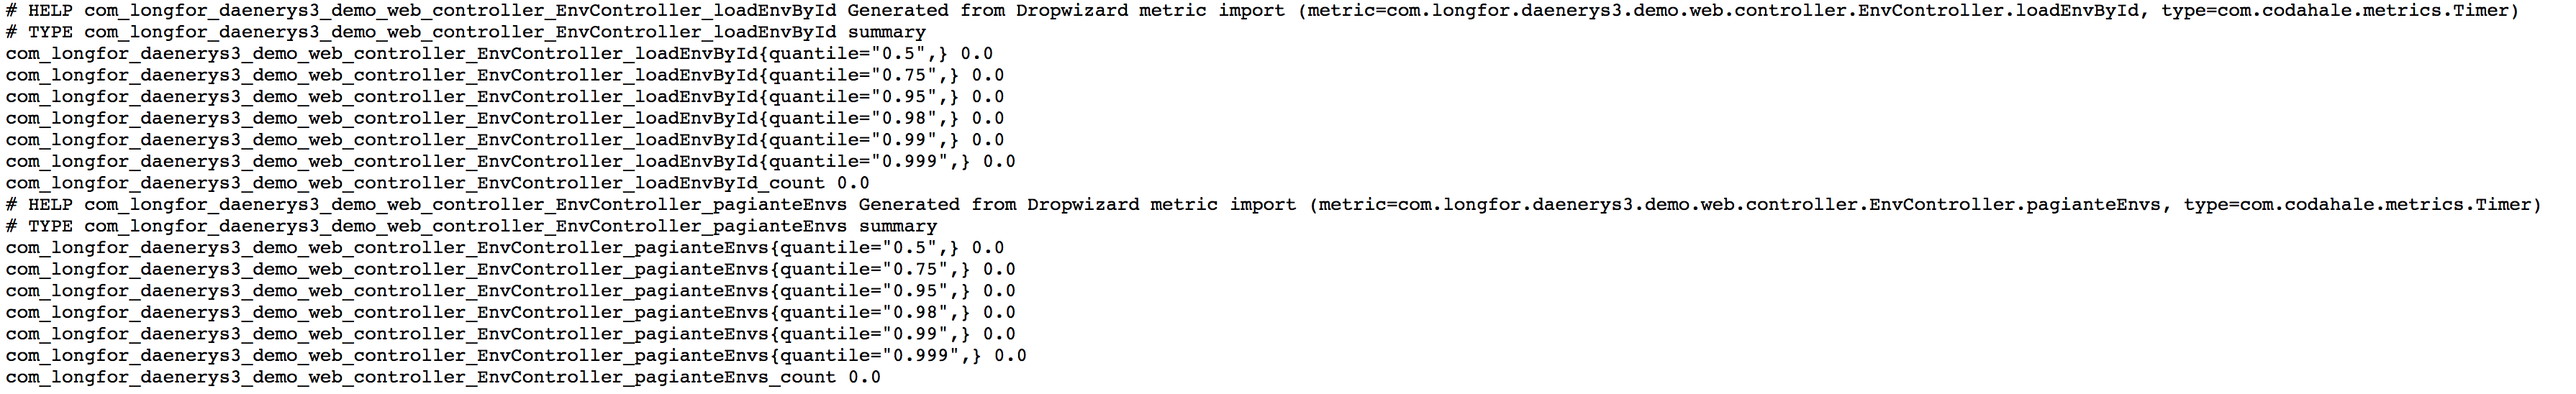 # HELP com_longfor_daenerys3_demo_web_controller_EnvController_loadEnvById Generated from Dropwizard metric import (metric=com.longfor.daenerys3.demo.web.controller.EnvController.loadEnvById, type=com.codahale.metrics.Timer)
# TYPE com_longfor_daenerys3_demo_web_controller_EnvController_loadEnvById summary
com_longfor_daenerys3_demo_web_controller_EnvController_loadEnvById{quantile="0.5",} 0.0
com_longfor_daenerys3_demo_web_controller_EnvController_loadEnvById{quantile="0.75",} 0.0
com_longfor_daenerys3_demo_web_controller_EnvController_loadEnvById{quantile="0.95",} 0.0
com_longfor_daenerys3_demo_web_controller_EnvController_loadEnvById{quantile="0.98",} 0.0
com_longfor_daenerys3_demo_web_controller_EnvController_loadEnvById{quantile="0.99",} 0.0
com_longfor_daenerys3_demo_web_controller_EnvController_loadEnvById{quantile="0.999",} 0.0
com_longfor_daenerys3_demo_web_controller_EnvController_loadEnvById_count 0.0
# HELP com_longfor_daenerys3_demo_web_controller_EnvController_pagianteEnvs Generated from Dropwizard metric import (metric=com.longfor.daenerys3.demo.web.controller.EnvController.pagianteEnvs, type=com.codahale.metrics.Timer)
# TYPE com_longfor_daenerys3_demo_web_controller_EnvController_pagianteEnvs summary
com_longfor_daenerys3_demo_web_controller_EnvController_pagianteEnvs{quantile="0.5",} 0.0
com_longfor_daenerys3_demo_web_controller_EnvController_pagianteEnvs{quantile="0.75",} 0.0
com_longfor_daenerys3_demo_web_controller_EnvController_pagianteEnvs{quantile="0.95",} 0.0
com_longfor_daenerys3_demo_web_controller_EnvController_pagianteEnvs{quantile="0.98",} 0.0
com_longfor_daenerys3_demo_web_controller_EnvController_pagianteEnvs{quantile="0.99",} 0.0
com_longfor_daenerys3_demo_web_controller_EnvController_pagianteEnvs{quantile="0.999",} 0.0
com_longfor_daenerys3_demo_web_controller_EnvController_pagianteEnvs_count 0.0